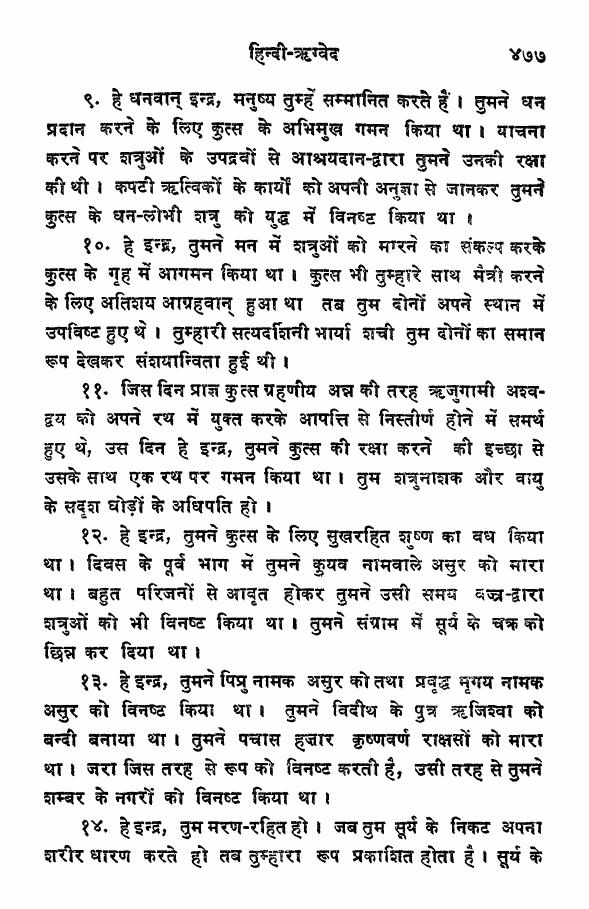 हिन्दी-ऋग्वेद ४७७
९. हे धनवान् इन्द्र, मनुष्य तुम्हें सम्मानित करते हैं। तुमने धन
प्रदान करने के लिए कुत्स के अभिमुख गमन किया था। याचना
करने पर शत्रुओं के उपद्रवों से आश्रयदान-द्वारा तुमने उनकी रक्षा
की थी। कपटी ऋत्विकों के कार्यों को अपनी अनुज्ञा से जानकर तुमने
कुत्स के धन-लोभी शत्रु को युद्ध में विनष्ट किया था।
१०. हे इन्द्र, तुमने मन में शत्रुओं को मारने का संकल्प करके
कुत्स के गृह में आगमन किया था। कुत्स भी तुम्हारे साथ मैत्री करने
के लिए अतिशय आग्रहवान् हुआ था तब तुम दोनों अपने स्थान में
उपविष्ट हुए थे। तुम्हारी सत्यदर्शिनी भार्या शची तुम दोनों का समान
रूप देखकर संशयान्विता हुई थी।
११. जिस दिन प्राज्ञ कुत्स ग्रहणीय अन्न की तरह ऋजुगामी अश्व-
द्वय को अपने रथ में युक्त करके आपत्ति से निस्तीर्ण होने में समर्थ
हुए थे, उस दिन हे इन्द्र, तुमने कुत्स की रक्षा करने की इच्छा से
उसके साथ एक रथ पर गमन किया था। तुम शत्रुनाशक और वायु
के सदृश घोड़ों के अधिपति हो।
१२. हे इन्द्र, तुमने कुत्स के लिए सुखरहित शुष्ण का बध किया
था। दिवस के पूर्व भाग में तुमने कुयव नामवाले असुर को मारा
था। बहुत परिजनों से आवृत होकर तुमने उसी समय वज्र-द्वारा
शत्रुओं को भी विनष्ट किया था। तुमने संग्राम में सूर्य के चक्र को
छिन्न कर दिया था।
१३. हे इन्द्र, तुमने पिप्रु नामक असुर को तथा प्रवृद्ध मृगय नामक
असुर को विनष्ट किया था। तुमने विदीथ के पुत्र ऋजिश्वा को
बन्दी बनाया था। तुमने पचास हजार कृष्णवर्ण राक्षसों को मारा
था। जरा जिस तरह से रूप को विनष्ट करती है, उसी तरह से तुमने
शम्बर के नगरों को विनष्ट किया था।
१४. हे इन्द्र, तुम मरण-रहित हो। जब तुम सूर्य के निकट अपना
शरीर धारण करते हो तब तुम्हारा रूप प्रकाशित होता है। सूर्य के